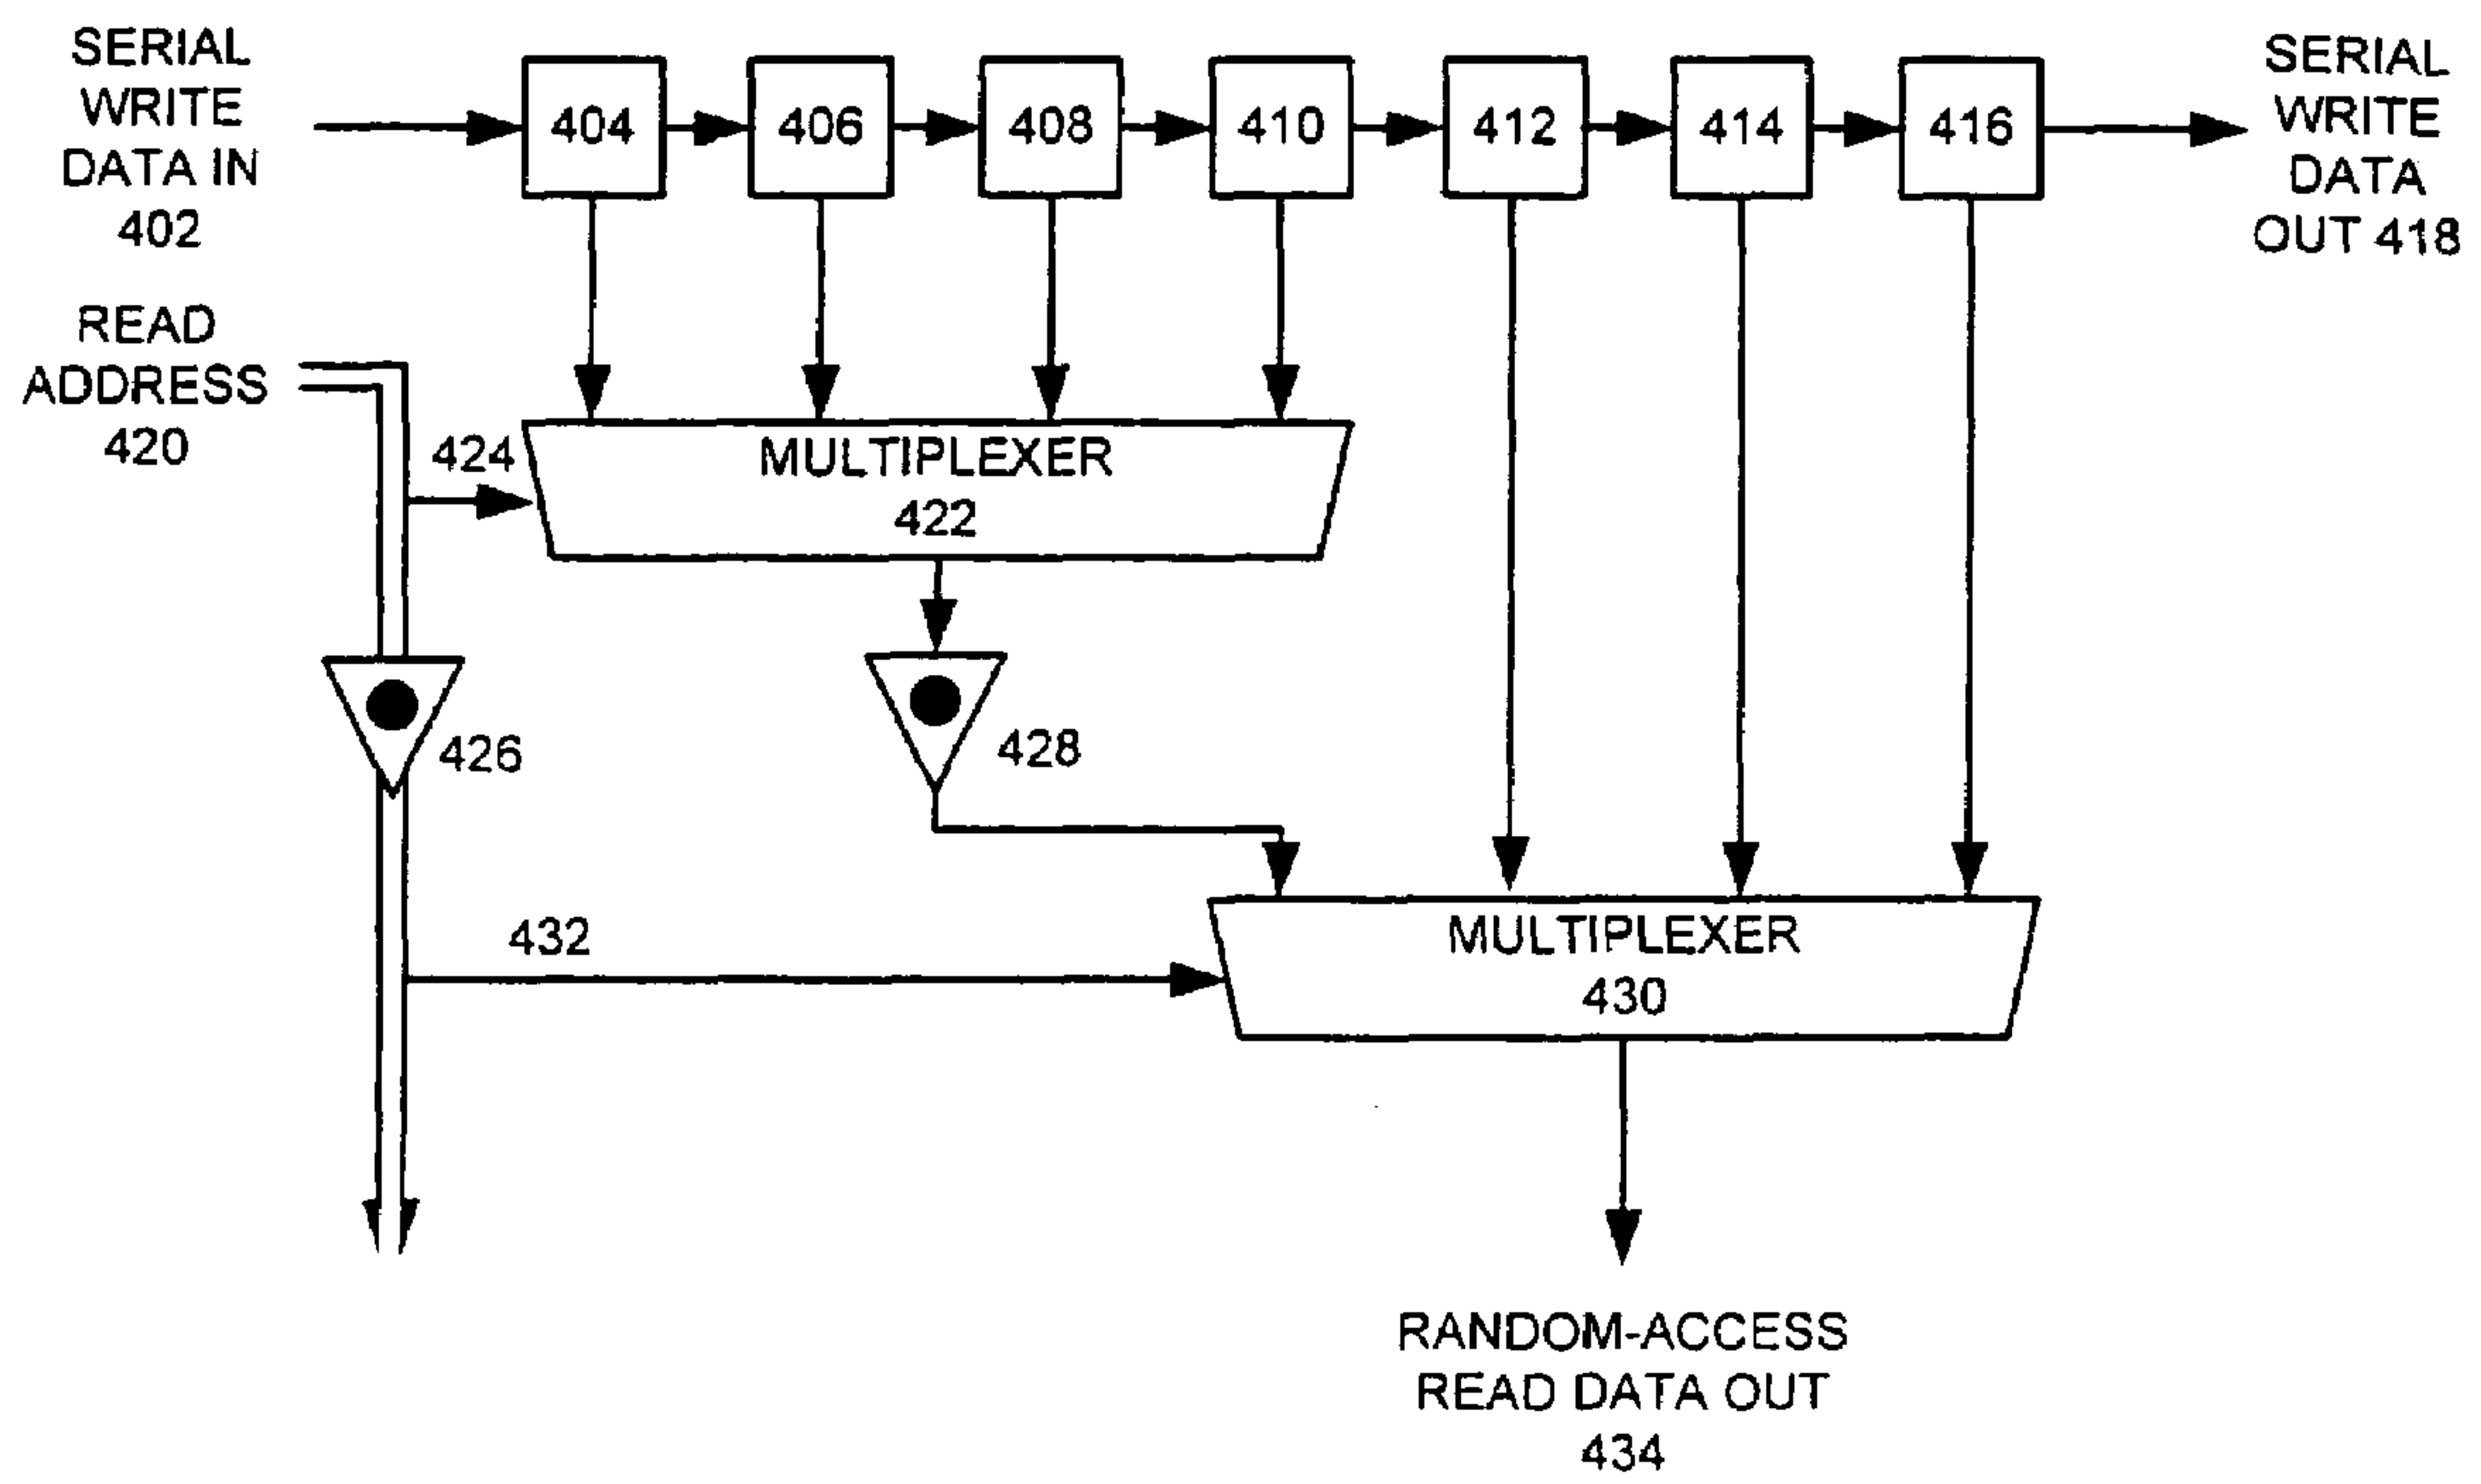 SERIAL
WRITE
DATA IN
402
404
406
408
410
412
414
416
SERIAL
WRITE
DATA
OUT 418
READ
ADDRESS
420
424
MULTIPLEXER
422
426
428
432
MULTIPLEXER
430
RANDOM-ACCESS
READ DATA OUT
434